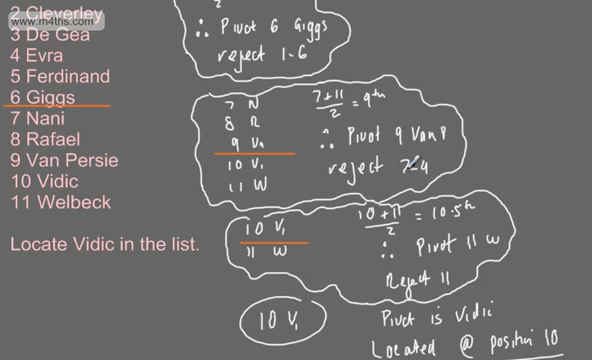 2 Cleverley
www.m4ths.com
3 De Gea
4 Evra
5 Ferdinand
6 Giggs
7 Nani
8 Rafael
9 Van Persie
10 Vidic
11 Welbeck
Locate Vidic in the list.
2
∴ Pivot 6 Giggs
reject 1-6
7 N
8 R
9 Va
10 Vi
11 W
7+11/2 = 9th
∴ Pivot 9 Van P
reject 7-9
10 Vi
11 W
10+11/2 = 10.5th
∴ Pivot 11 W
Reject 11
10 Vi
Pivot is Vidic
Located @ position 10